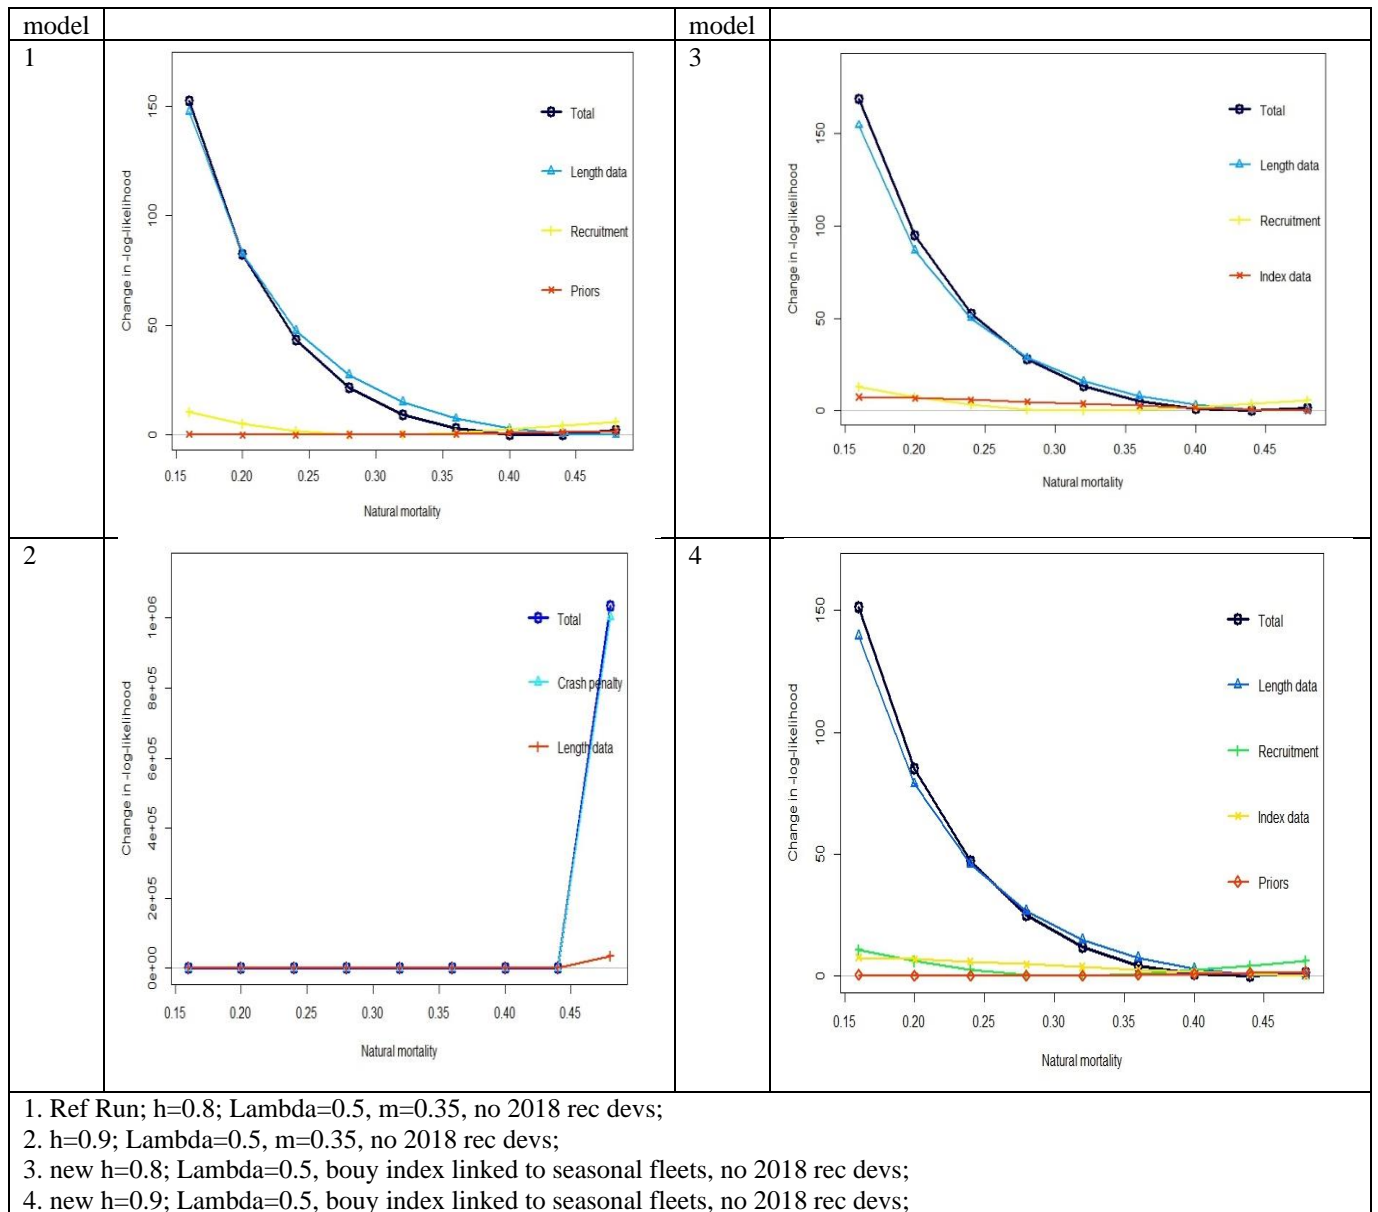 model
1
150
100
50
0
Change in -log-likelihood
Total
Length data
Recruitment
Priors
0.15 0.20 0.25 0.30 0.35 0.40 0.45
Natural mortality
model
3
150
100
50
0
Change in -log-likelihood
Total
Length data
Recruitment
Index data
0.15 0.20 0.25 0.30 0.35 0.40 0.45
Natural mortality
2
1e+06
8e+05
6e+05
4e+05
2e+05
0e+00
Change in -log-likelihood
Total
Crash penalty
Length data
0.15 0.20 0.25 0.30 0.35 0.40 0.45
Natural mortality
4
150
100
50
0
Change in -log-likelihood
Total
Length data
Recruitment
Index data
Priors
0.15 0.20 0.25 0.30 0.35 0.40 0.45
Natural mortality
1. Ref Run; h=0.8; Lambda=0.5, m=0.35, no 2018 rec devs;
2. h=0.9; Lambda=0.5, m=0.35, no 2018 rec devs;
3. new h=0.8; Lambda=0.5, bouy index linked to seasonal fleets, no 2018 rec devs;
4. new h=0.9; Lambda=0.5, bouy index linked to seasonal fleets, no 2018 rec devs;